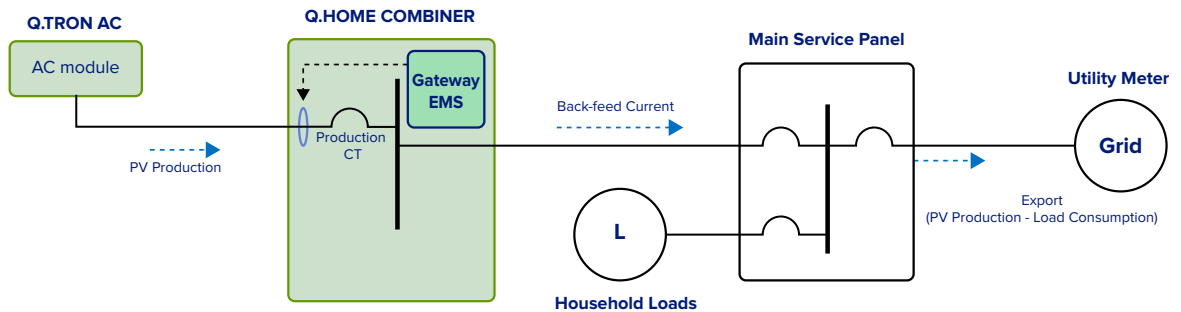 Q.TRON AC
AC module
PV Production
Q.HOME COMBINER
Gateway
EMS
Production
CT
Back-feed Current
L
Household Loads
Main Service Panel
Utility Meter
Grid
Export
(PV Production - Load Consumption)